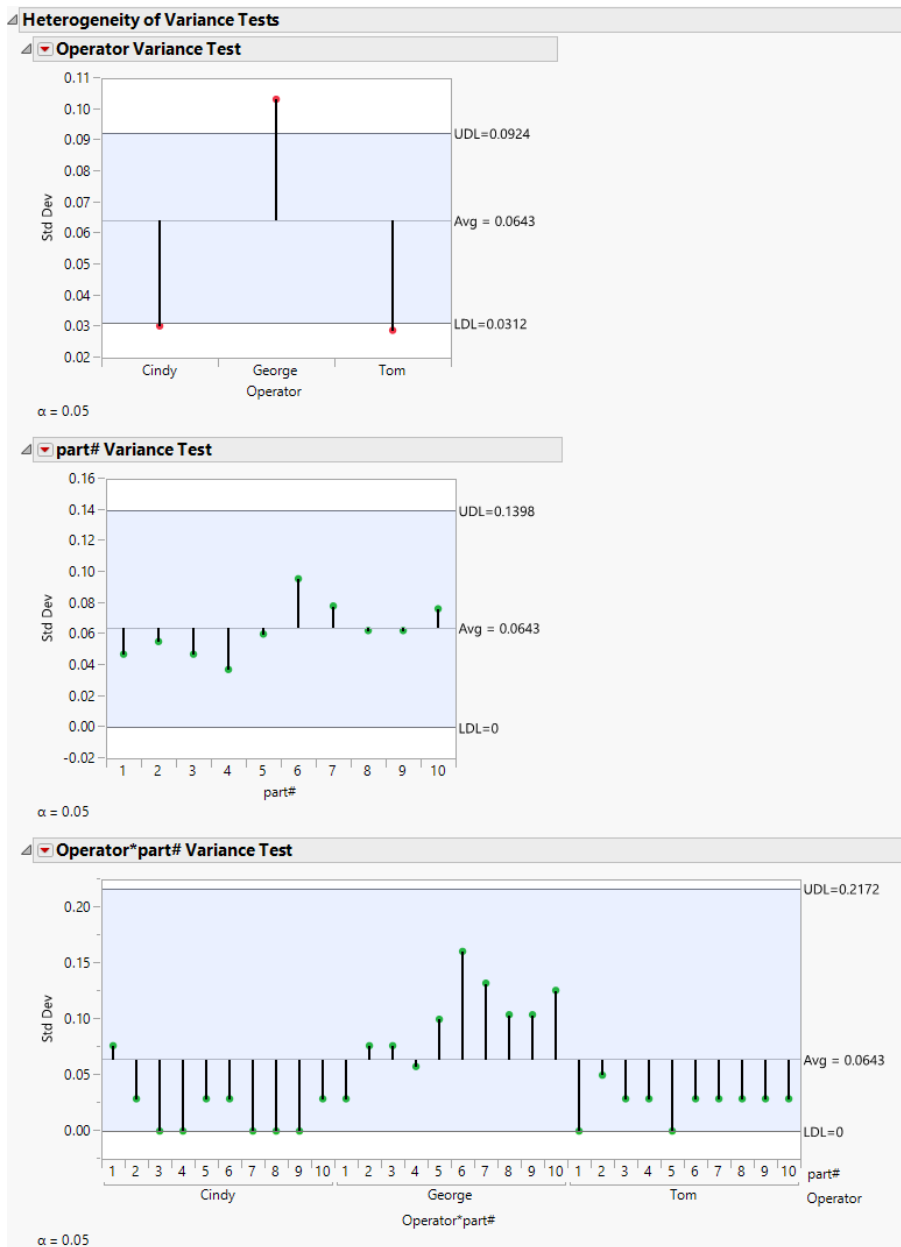 Heterogeneity of Variance Tests
Operator Variance Test
0.11
0.10
0.09
0.08
0.07
0.06
0.05
0.04
0.03
0.02
Std Dev
UDL=0.0924
Avg = 0.0643
LDL=0.0312
Cindy George Tom
Operator
α = 0.05
part# Variance Test
0.16
0.14
0.12
0.10
0.08
0.06
0.04
0.02
0.00
-0.02
Std Dev
UDL=0.1398
Avg = 0.0643
LDL=0
1 2 3 4 5 6 7 8 9 10
part#
α = 0.05
Operator*part# Variance Test
0.20
0.15
0.10
0.05
0.00
Std Dev
UDL=0.2172
Avg = 0.0643
LDL=0
1 2 3 4 5 6 7 8 9 10 1 2 3 4 5 6 7 8 9 10 1 2 3 4 5 6 7 8 9 10 part#
Cindy George Tom Operator
Operator*part#
α = 0.05